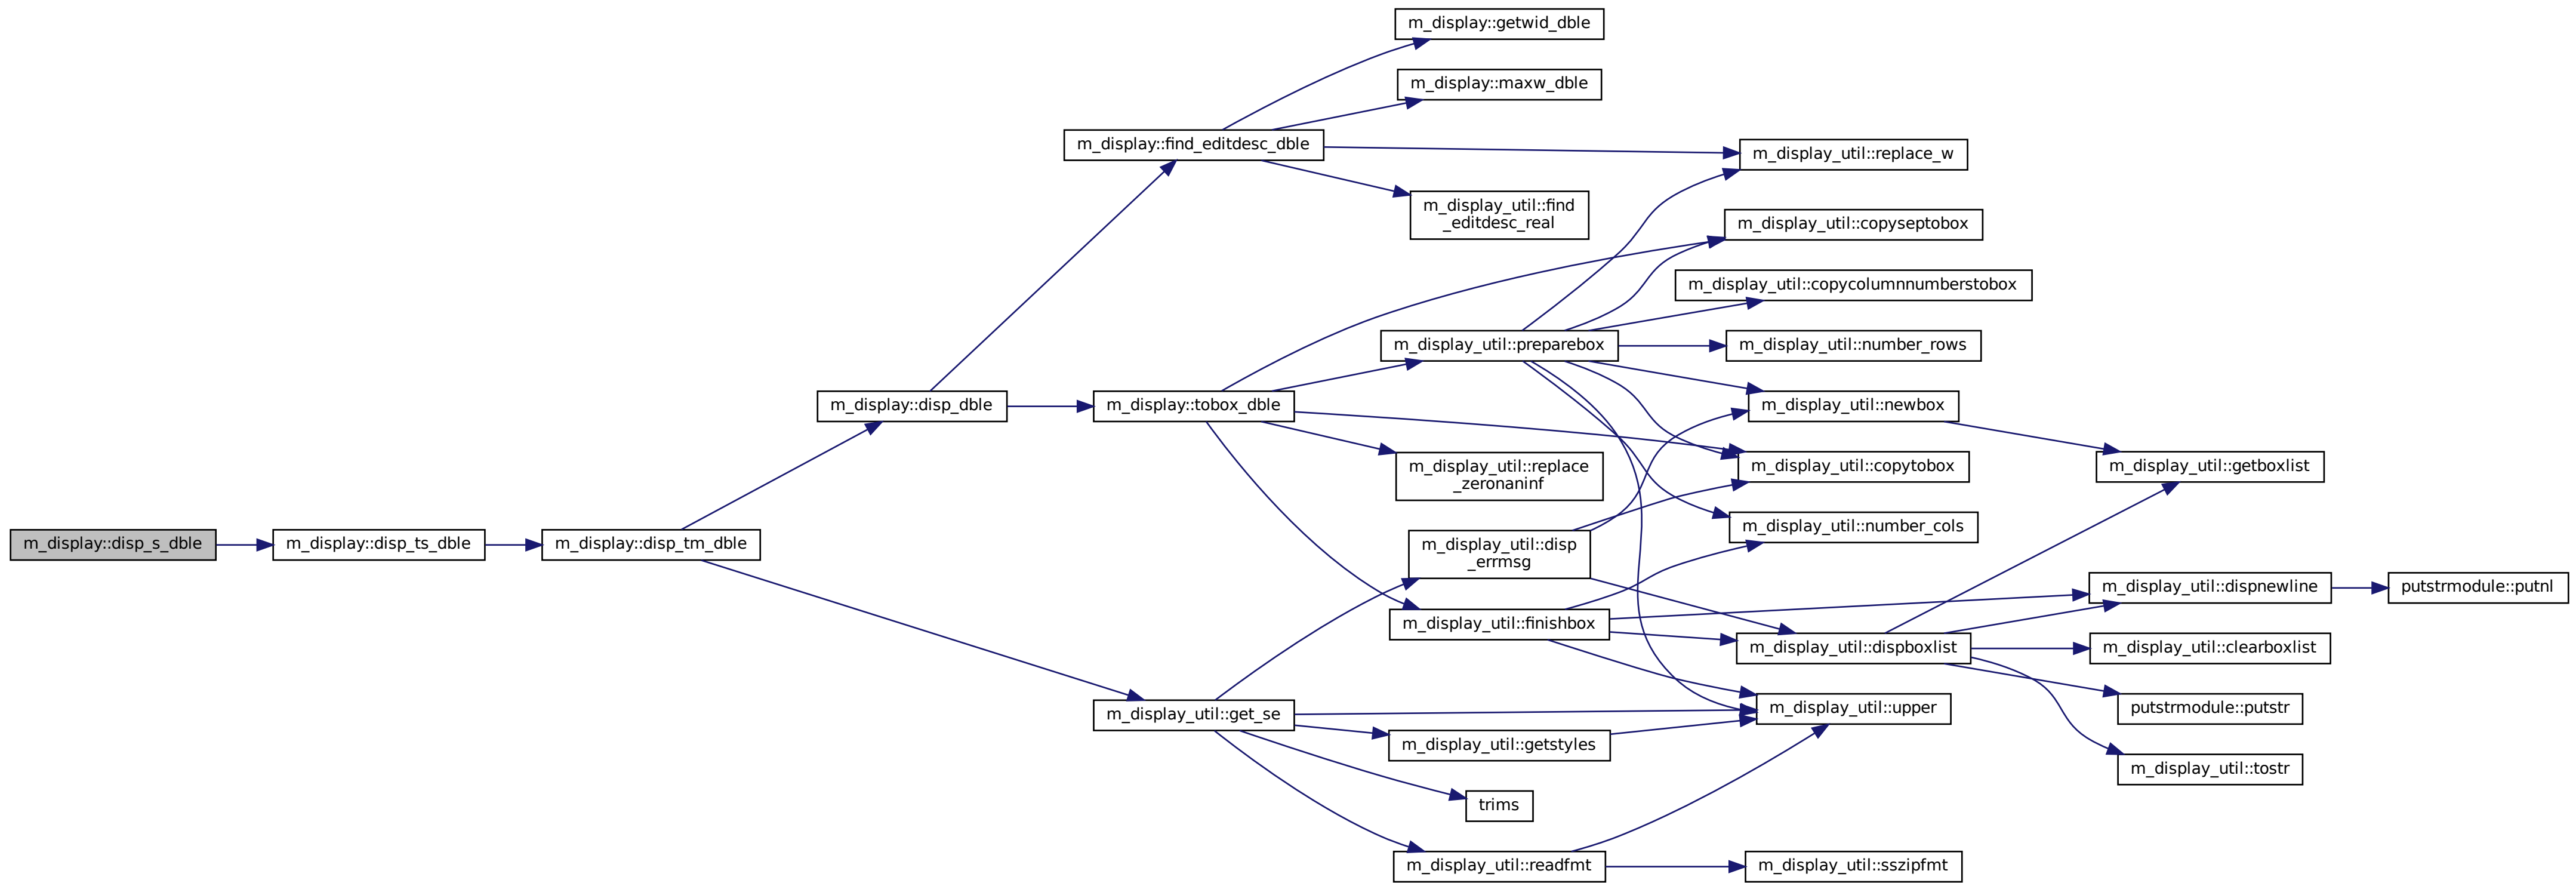 m_display::getwid_dble
m_display::maxw_dble
m_display::find_editdesc_dble
m_display_util::replace_w
m_display_util::find
_editdesc_real
m_display_util::copyseptobox
m_display_util::copycolumnnumberstobox
m_display_util::preparebox
m_display_util::number_rows
m_display::disp_dble
m_display::tobox_dble
m_display_util::newbox
m_display_util::replace
_zeronaninf
m_display_util::copytobox
m_display_util::getboxlist
m_display_util::number_cols
m_display::disp_s_dble
m_display::disp_ts_dble
m_display::disp_tm_dble
m_display_util::disp
_errmsg
m_display_util::dispnewline
putstrmodule::putnl
m_display_util::finishbox
m_display_util::dispboxlist
m_display_util::clearboxlist
m_display_util::get_se
m_display_util::upper
putstrmodule::putstr
m_display_util::getstyles
m_display_util::tostr
trims
m_display_util::readfmt
m_display_util::sszipfmt